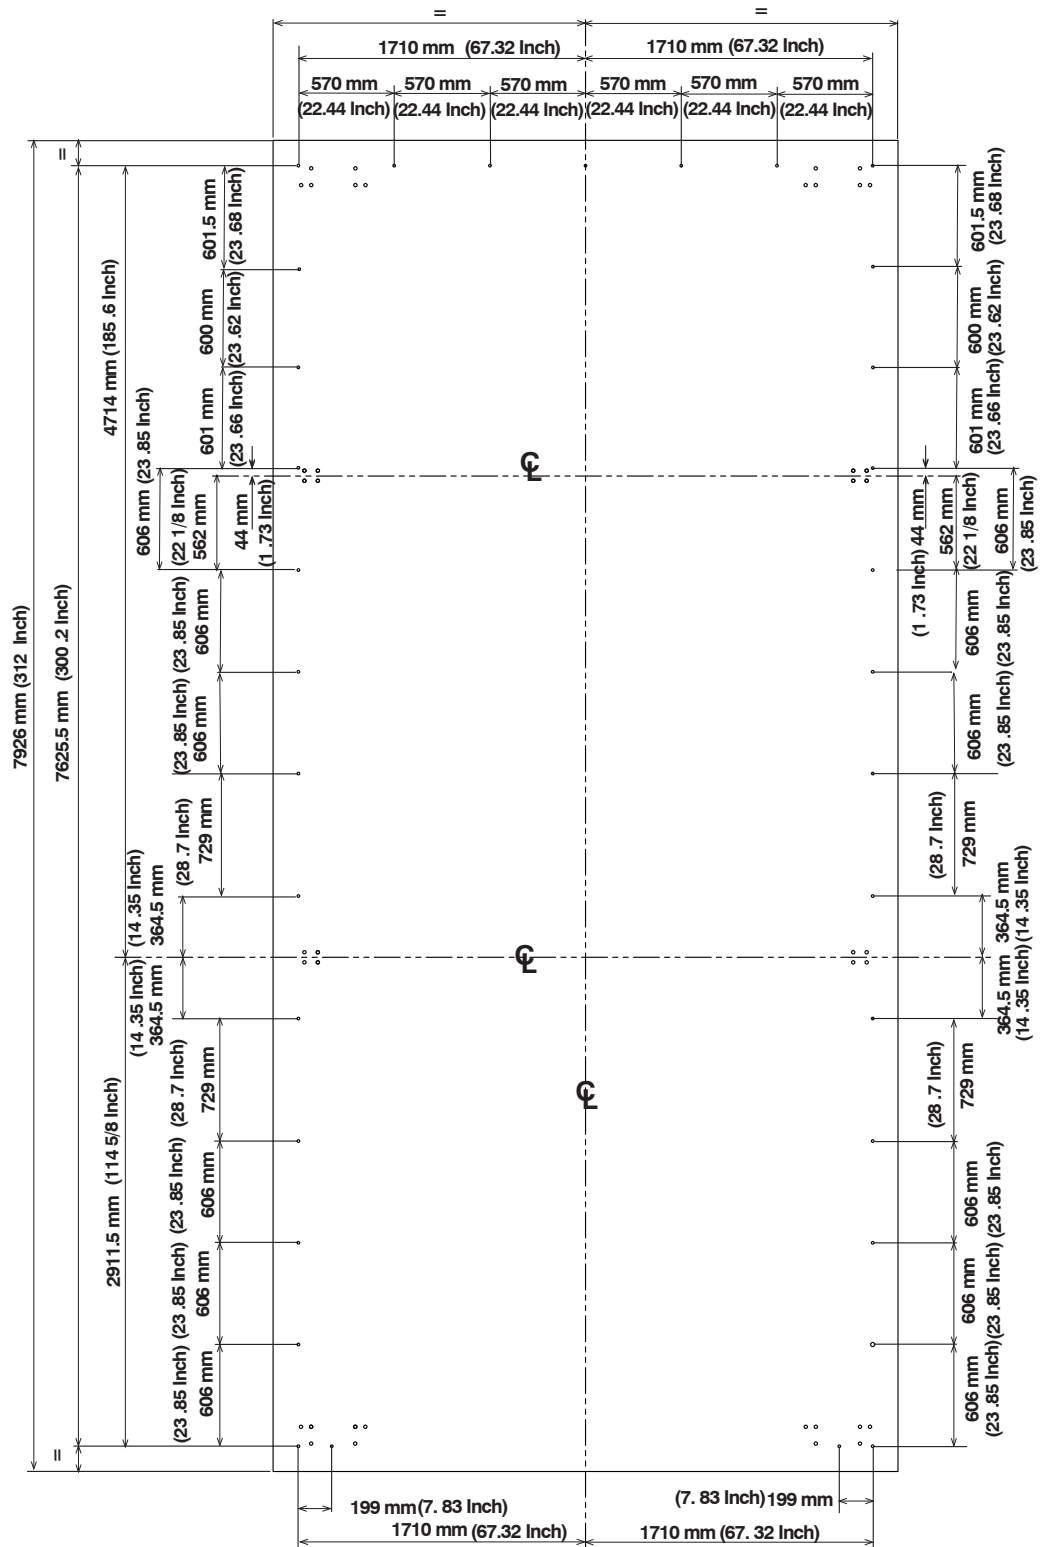 = =
1710 mm (67.32 Inch) 1710 mm (67.32 Inch)
570 mm 570 mm 570 mm 570 mm 570 mm 570 mm
(22.44 Inch) (22.44 Inch) (22.44 Inch) (22.44 Inch) (22.44 Inch) (22.44 Inch)
=
7926 mm (312 Inch)
7625.5 mm (300 .2 Inch)
4714 mm (185 .6 Inch)
601.5 mm
(23 .68 Inch)
600 mm
(23 .62 Inch)
601 mm
(23 .66 Inch)
606 mm (23 .85 Inch)
(22 1/8 Inch)
562 mm
44 mm
(1 .73 Inch)
(23 .85 Inch)
606 mm
(23 .85 Inch)
606 mm
(28 .7 Inch)
729 mm
(14 .35 Inch)
364.5 mm
(14 .35 Inch)
364.5 mm
2911.5 mm (114 5/8 Inch)
(28 .7 Inch)
729 mm
(23 .85 Inch)
606 mm
(23 .85 Inch)
606 mm
(23 .85 Inch)
606 mm
=
℄
℄
℄
601.5 mm
(23 .68 Inch)
600 mm
(23 .62 Inch)
601 mm
(23 .66 Inch)
(1 .73 Inch) 44 mm
562 mm
(22 1/8 Inch)
606 mm
(23 .85 Inch)
606 mm
(23 .85 Inch)
606 mm
(23 .85 Inch)
(28 .7 Inch)
729 mm
364.5 mm
(14 .35 Inch)
364.5 mm
(14 .35 Inch)
(28 .7 Inch)
729 mm
606 mm
(23 .85 Inch)
606 mm
(23 .85 Inch)
606 mm
(23 .85 Inch)
199 mm (7. 83 Inch) (7. 83 Inch) 199 mm
1710 mm (67.32 Inch) 1710 mm (67. 32 Inch)